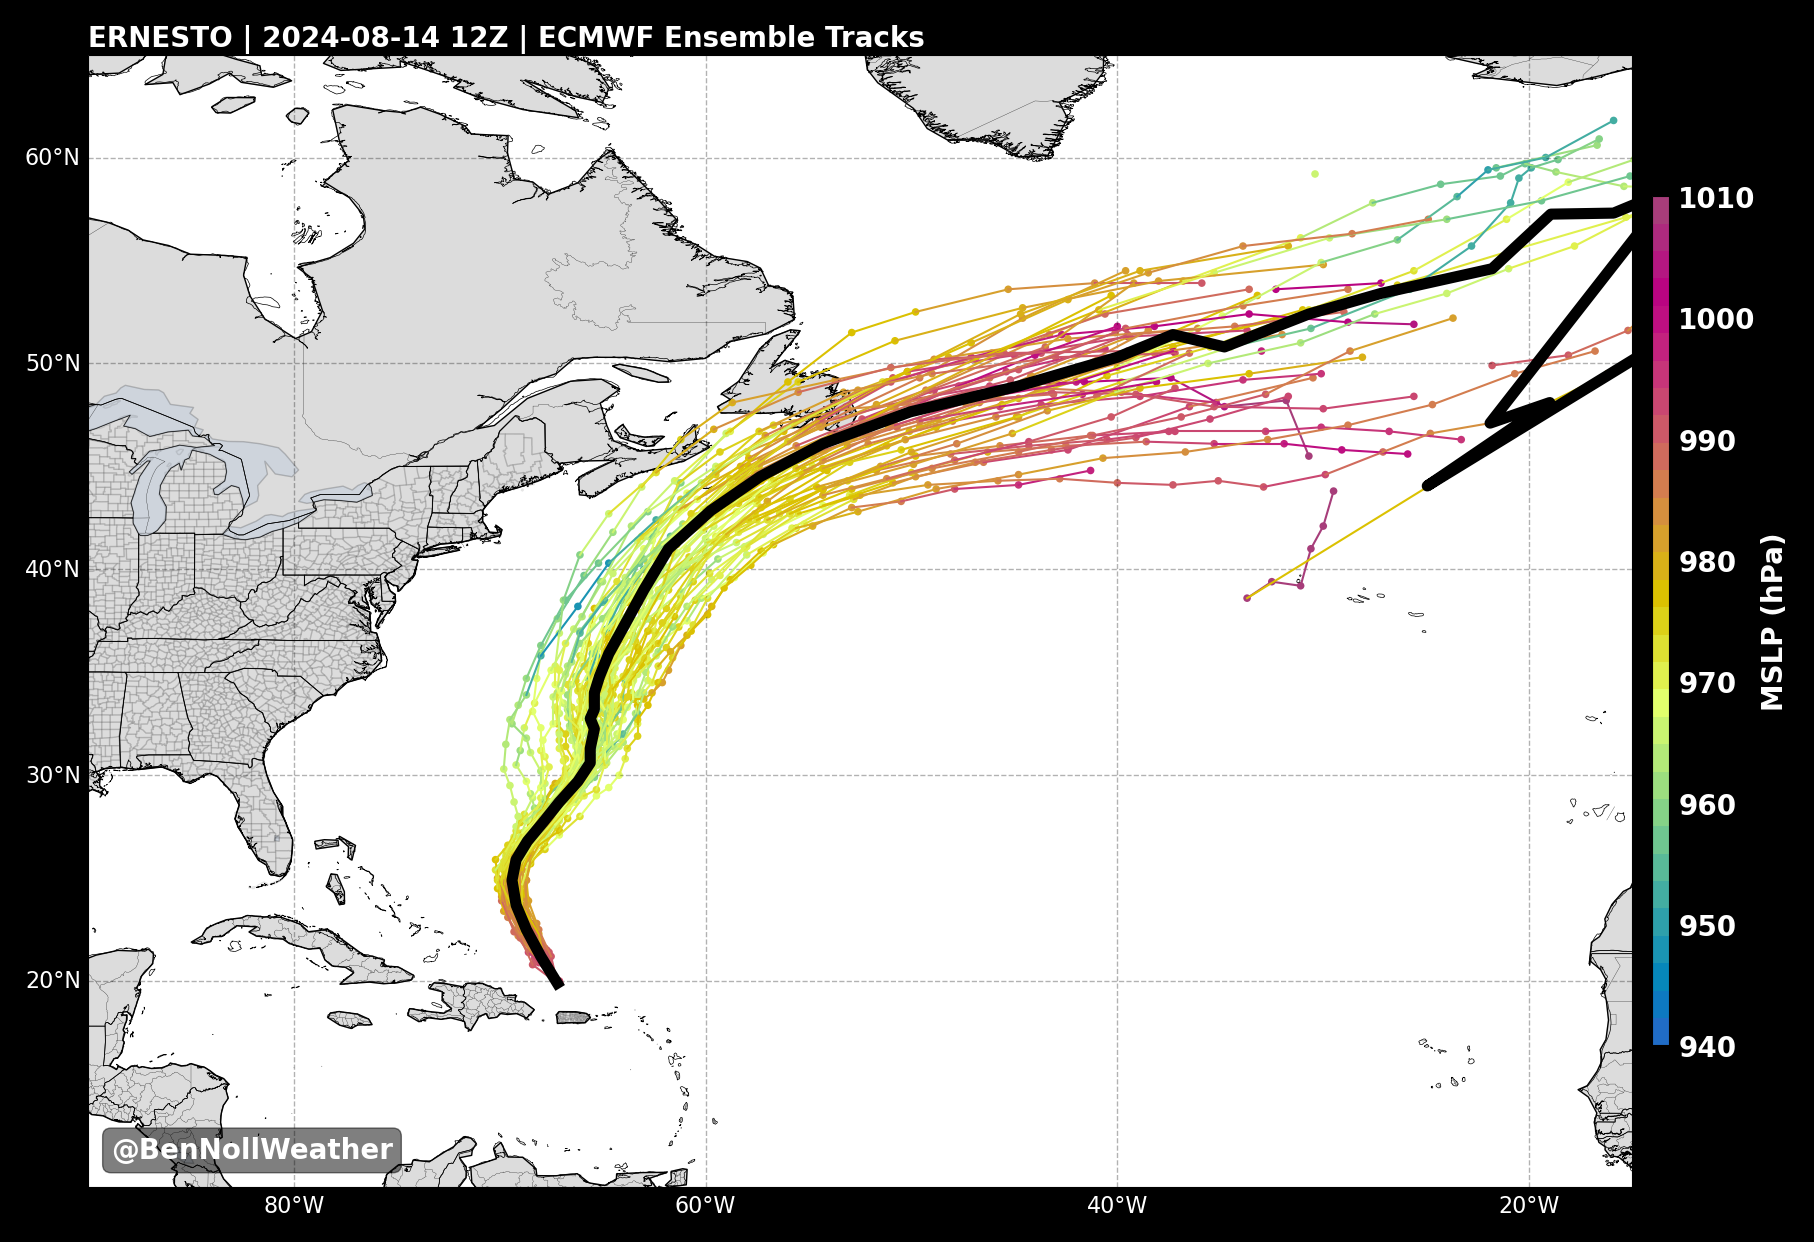 ERNESTO | 2024-08-14 12Z | ECMWF Ensemble Tracks
60°N
50°N
40°N
30°N
20°N
80°W
60°W
40°W
20°W
1010
1000
990
980
970
960
950
940
MSLP (hPa)
@BenNollWeather